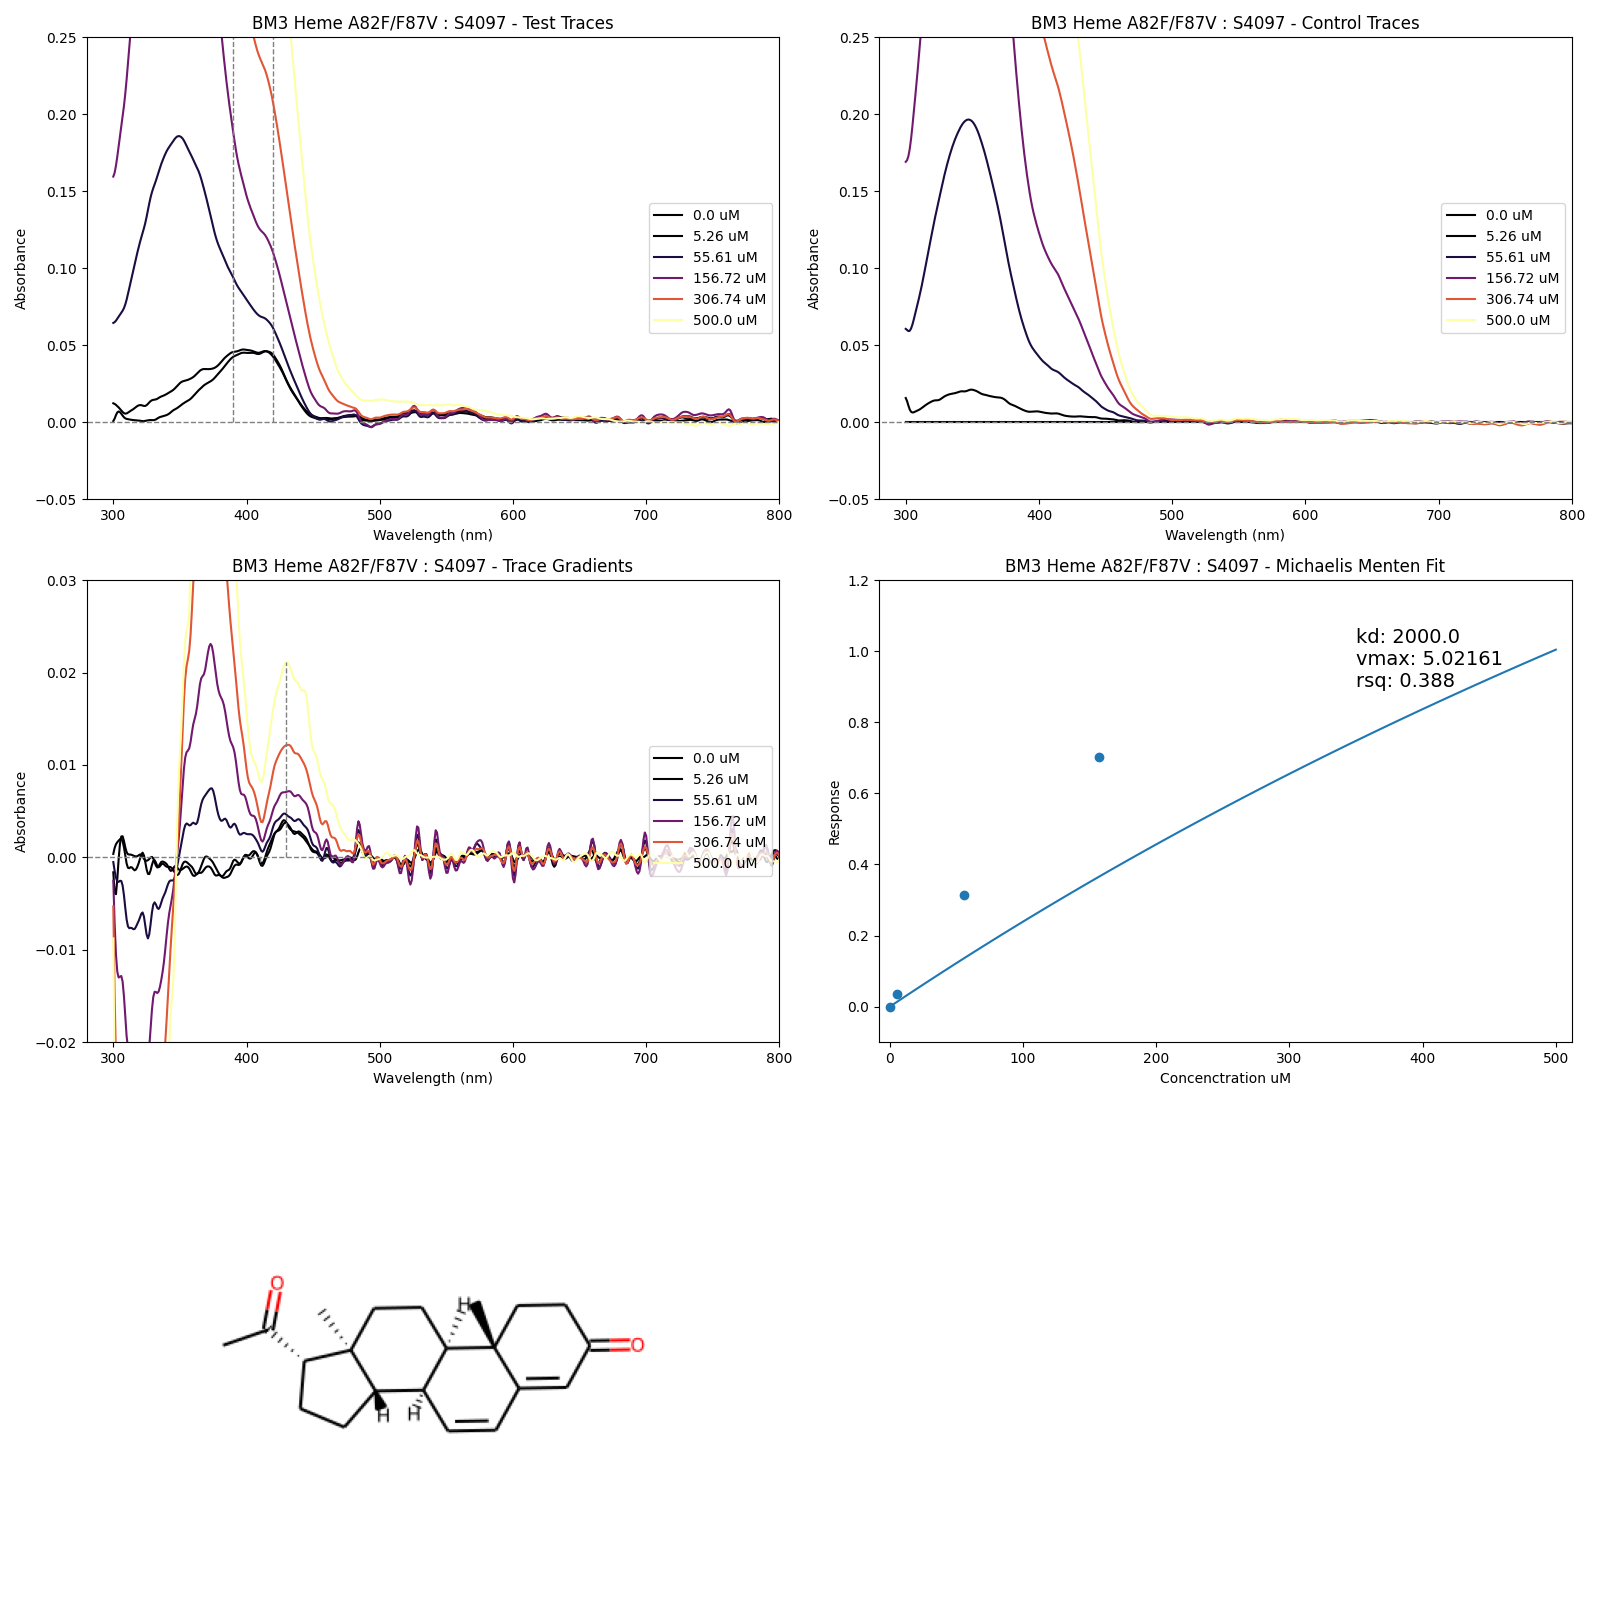 BM3 Heme A82F/F87V : S4097 - Test Traces
0.25
0.20
0.15
0.10
0.05
0.00
−0.05
Absorbance
300
400
500
600
700
800
Wavelength (nm)
0.0 uM
5.26 uM
55.61 uM
156.72 uM
306.74 uM
500.0 uM
BM3 Heme A82F/F87V : S4097 - Control Traces
0.25
0.20
0.15
0.10
0.05
0.00
−0.05
Absorbance
300
400
500
600
700
800
Wavelength (nm)
0.0 uM
5.26 uM
55.61 uM
156.72 uM
306.74 uM
500.0 uM
BM3 Heme A82F/F87V : S4097 - Trace Gradients
0.03
0.02
0.01
0.00
−0.01
−0.02
Absorbance
300
400
500
600
700
800
Wavelength (nm)
0.0 uM
5.26 uM
55.61 uM
156.72 uM
306.74 uM
500.0 uM
BM3 Heme A82F/F87V : S4097 - Michaelis Menten Fit
1.2
1.0
0.8
0.6
0.4
0.2
0.0
Response
0
100
200
300
400
500
Concenctration uM
kd: 2000.0
vmax: 5.02161
rsq: 0.388
O
H
O
H
H